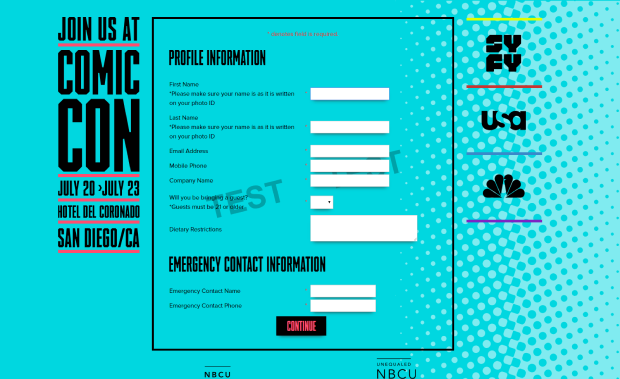 JOIN US AT
COMIC
CON
JULY 20 > JULY 23
HOTEL DEL CORONADO
SAN DIEGO/CA
* denotes field is required
PROFILE INFORMATION
First Name
*Please make sure your name is as it is written
on your photo ID
*
Last Name
*Please make sure your name is as it is written
on your photo ID
*
Email Address *
Mobile Phone *
Company Name *
Will you be bringing a guest? *
*Guests must be 21 or older.
Dietary Restrictions
TEST
TEST
EMERGENCY CONTACT INFORMATION
Emergency Contact Name *
Emergency Contact Phone *
CONTINUE
SYFY
usa
NBCU
UNEQUALED
NBCU